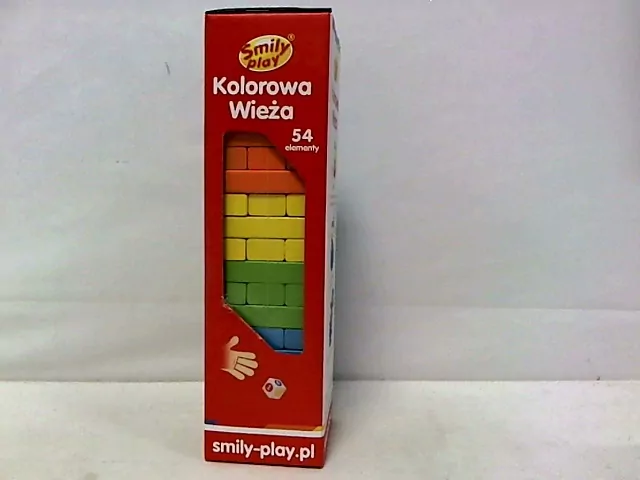 Smily
play
Kolorowa
Wieża
54
elementy
smily-play.pl